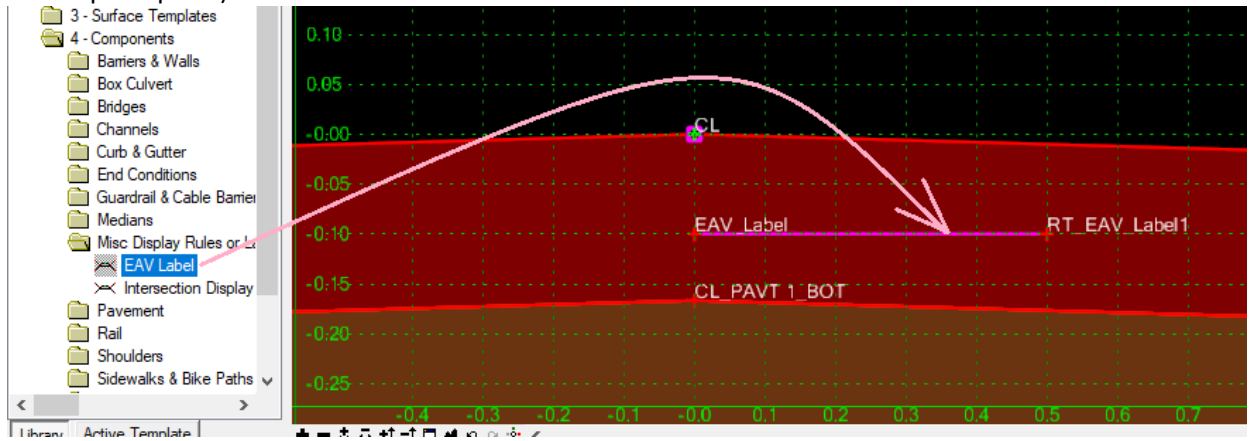 3 - Surface Templates
4 - Components
Barriers & Walls
Box Culvert
Bridges
Channels
Curb & Gutter
End Conditions
Guardrail & Cable Barrier
Medians
Misc Display Rules or
EAV Label
Intersection Display
Pavement
Rail
Shoulders
Sidewalks & Bike Paths
Library Active Template
0.10
0.05
-0.00
-0.05
-0.10
-0.15
-0.20
-0.25
CL
EAV_Label
RT_EAV_Label1
CL_PAVT 1_BOT
-0.4 -0.3 -0.2 -0.1 -0.0 0.1 0.2 0.3 0.4 0.5 0.6 0.7